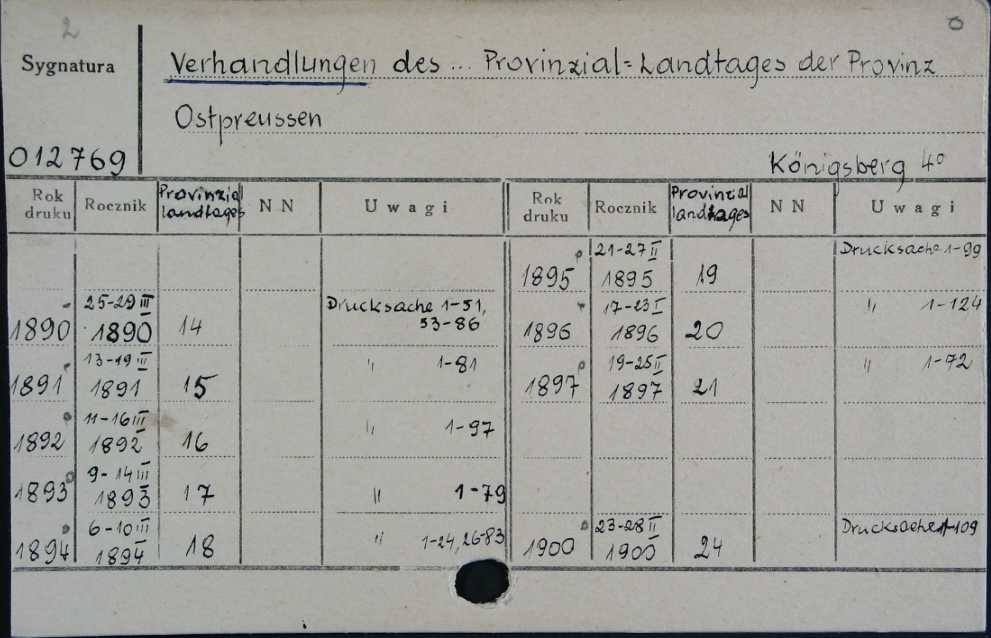 2
0
Sygnatura
Verhandlungen des ... Provinzial=Landtages der Provinz
Ostpreussen
012769
Königsberg 4°
Rok druku Rocznik Provinzial landtages NN Uwagi Rok druku Rocznik Provinzial landtages NN Uwagi
1895 21-27 II 1895 19 Drucksache 1-99
1890 25-29 III 1890 14 Drucksache 1-51, 53-86 1896 17-23 I 1896 20 " 1-124
1891 13-19 II 1891 15 " 1-81 1897 19-25 II 1897 21 " 1-72
1892 11-16 III 1892 16 " 1-97
1893 9-14 III 1893 17 " 1-79
1894 6-10 III 1894 18 " 1-24, 26-83 1900 23-28 II 1900 24 Drucksache 1-109